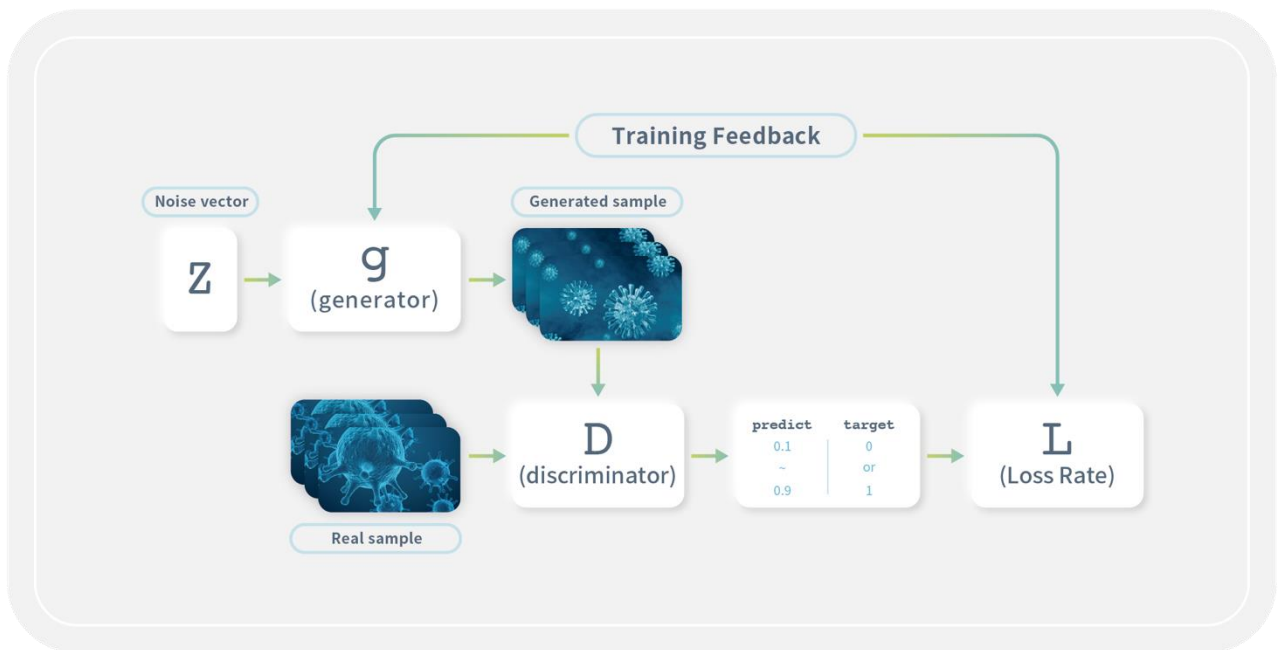 Training Feedback
Noise vector
Generated sample
Z
g
(generator)
D
(discriminator)
predict target
0.1 0
~ or
0.9 1
L
(Loss Rate)
Real sample